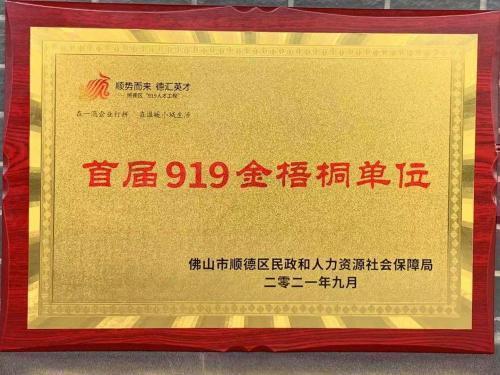 顺势而来 德汇英才
顺德区“919人才工程”
在一流企业打拼 在温暖小城生活
首届919金梧桐单位
佛山市顺德区民政和人力资源社会保障局
二零二一年九月